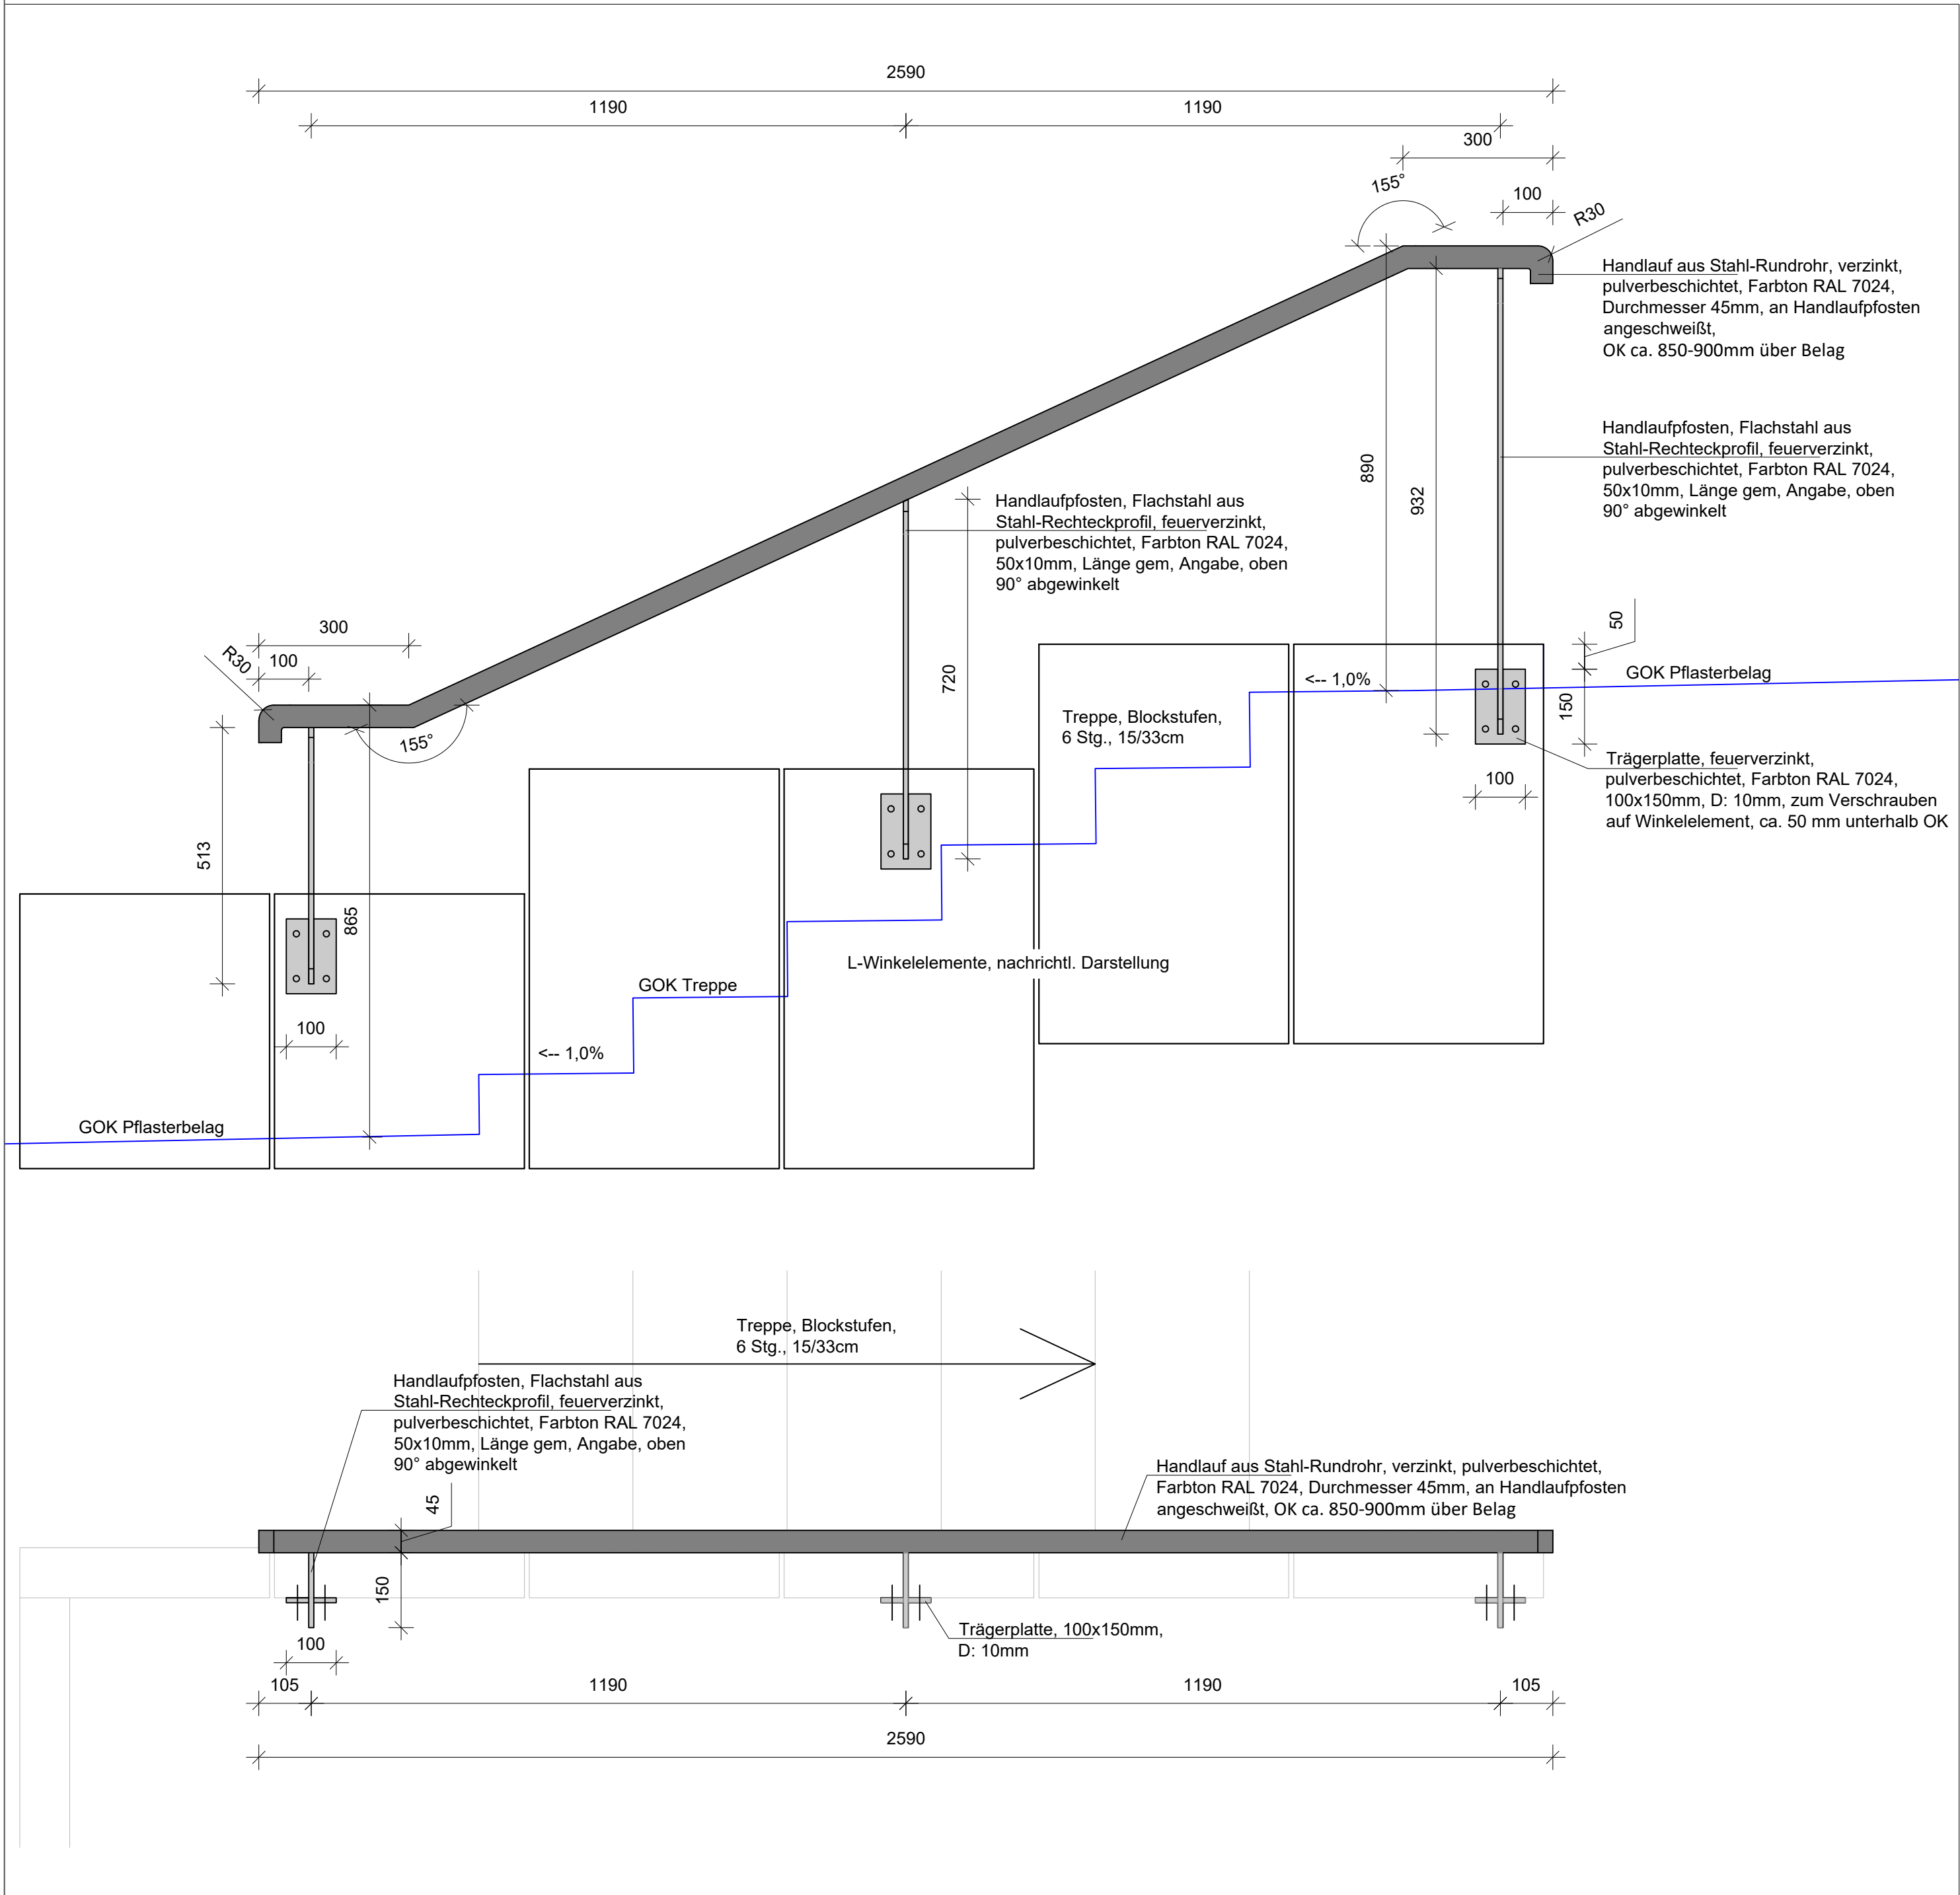 2590
1190
1190
300
155°
100
R30
Handlauf aus Stahl-Rundrohr, verzinkt,
pulverbeschichtet, Farbton RAL 7024,
Durchmesser 45mm, an Handlaufpfosten
angeschweißt,
OK ca. 850-900mm über Belag
Handlaufpfosten, Flachstahl aus
Stahl-Rechteckprofil, feuerverzinkt,
pulverbeschichtet, Farbton RAL 7024,
50x10mm, Länge gem, Angabe, oben
90° abgewinkelt
890
932
Handlaufpfosten, Flachstahl aus
Stahl-Rechteckprofil, feuerverzinkt,
pulverbeschichtet, Farbton RAL 7024,
50x10mm, Länge gem, Angabe, oben
90° abgewinkelt
720
300
100
R30
155°
50
150
GOK Pflasterbelag
<-- 1,0%
Treppe, Blockstufen,
6 Stg., 15/33cm
100
Trägerplatte, feuerverzinkt,
pulverbeschichtet, Farbton RAL 7024,
100x150mm, D: 10mm, zum Verschrauben
auf Winkelelement, ca. 50 mm unterhalb OK
513
865
L-Winkelelemente, nachrichtl. Darstellung
GOK Treppe
100
<-- 1,0%
GOK Pflasterbelag
Treppe, Blockstufen,
6 Stg., 15/33cm
Handlaufpfosten, Flachstahl aus
Stahl-Rechteckprofil, feuerverzinkt,
pulverbeschichtet, Farbton RAL 7024,
50x10mm, Länge gem, Angabe, oben
90° abgewinkelt
45
Handlauf aus Stahl-Rundrohr, verzinkt, pulverbeschichtet,
Farbton RAL 7024, Durchmesser 45mm, an Handlaufpfosten
angeschweißt, OK ca. 850-900mm über Belag
150
100
Trägerplatte, 100x150mm,
D: 10mm
105
1190
1190
105
2590